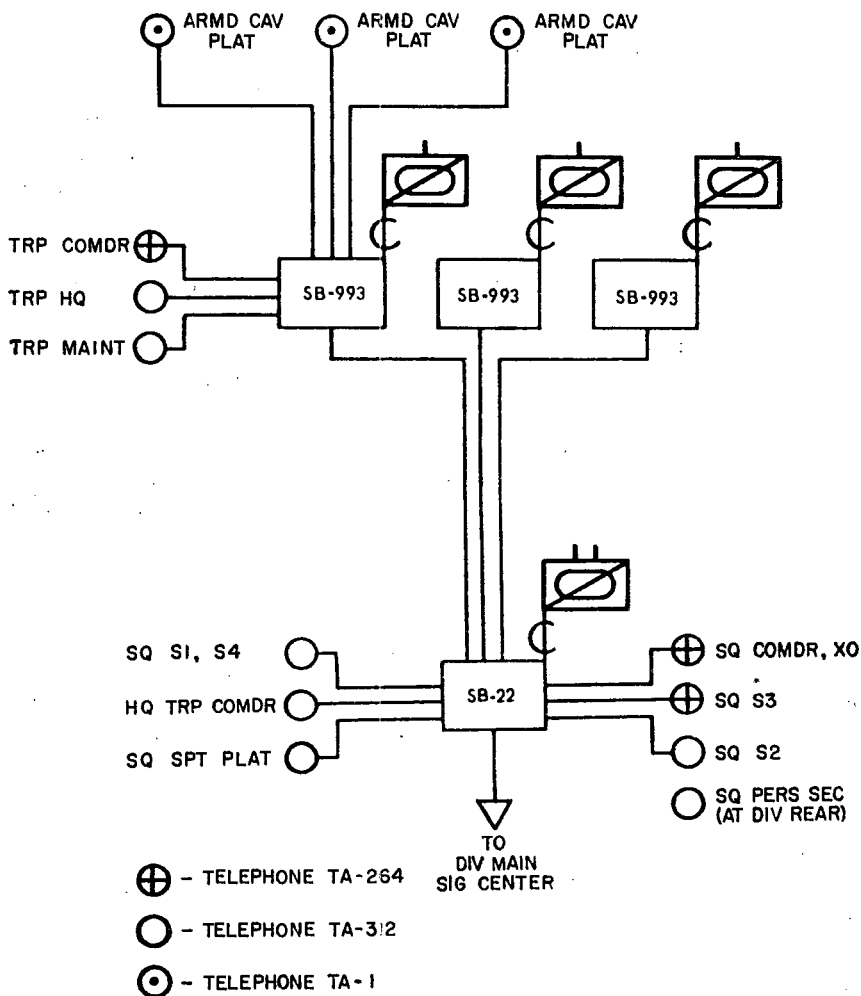 ARMD CAV
PLAT
ARMD CAV
PLAT
ARMD CAV
PLAT
TRP COMDR
TRP HQ
TRP MAINT
SB-993
SB-993
SB-993
SQ S1, S4
HQ TRP COMDR
SQ SPT PLAT
SB-22
SQ COMDR, XO
SQ S3
SQ S2
SQ PERS SEC
(AT DIV REAR)
TO
DIV MAIN
SIG CENTER
- TELEPHONE TA-264
- TELEPHONE TA-312
- TELEPHONE TA-1